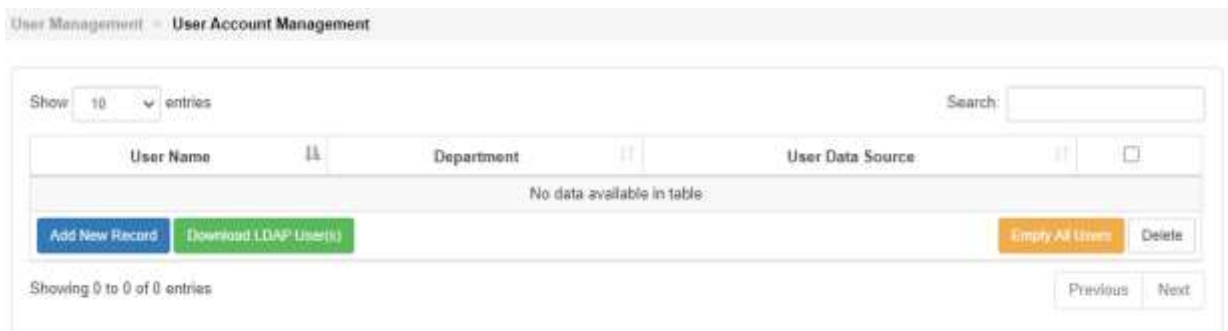 User Management > User Account Management
Show 10 entries Search:
User Name Department User Data Source
No data available in table
Add New Record Download LDAP User(s) Empty All Users Delete
Showing 0 to 0 of 0 entries Previous Next